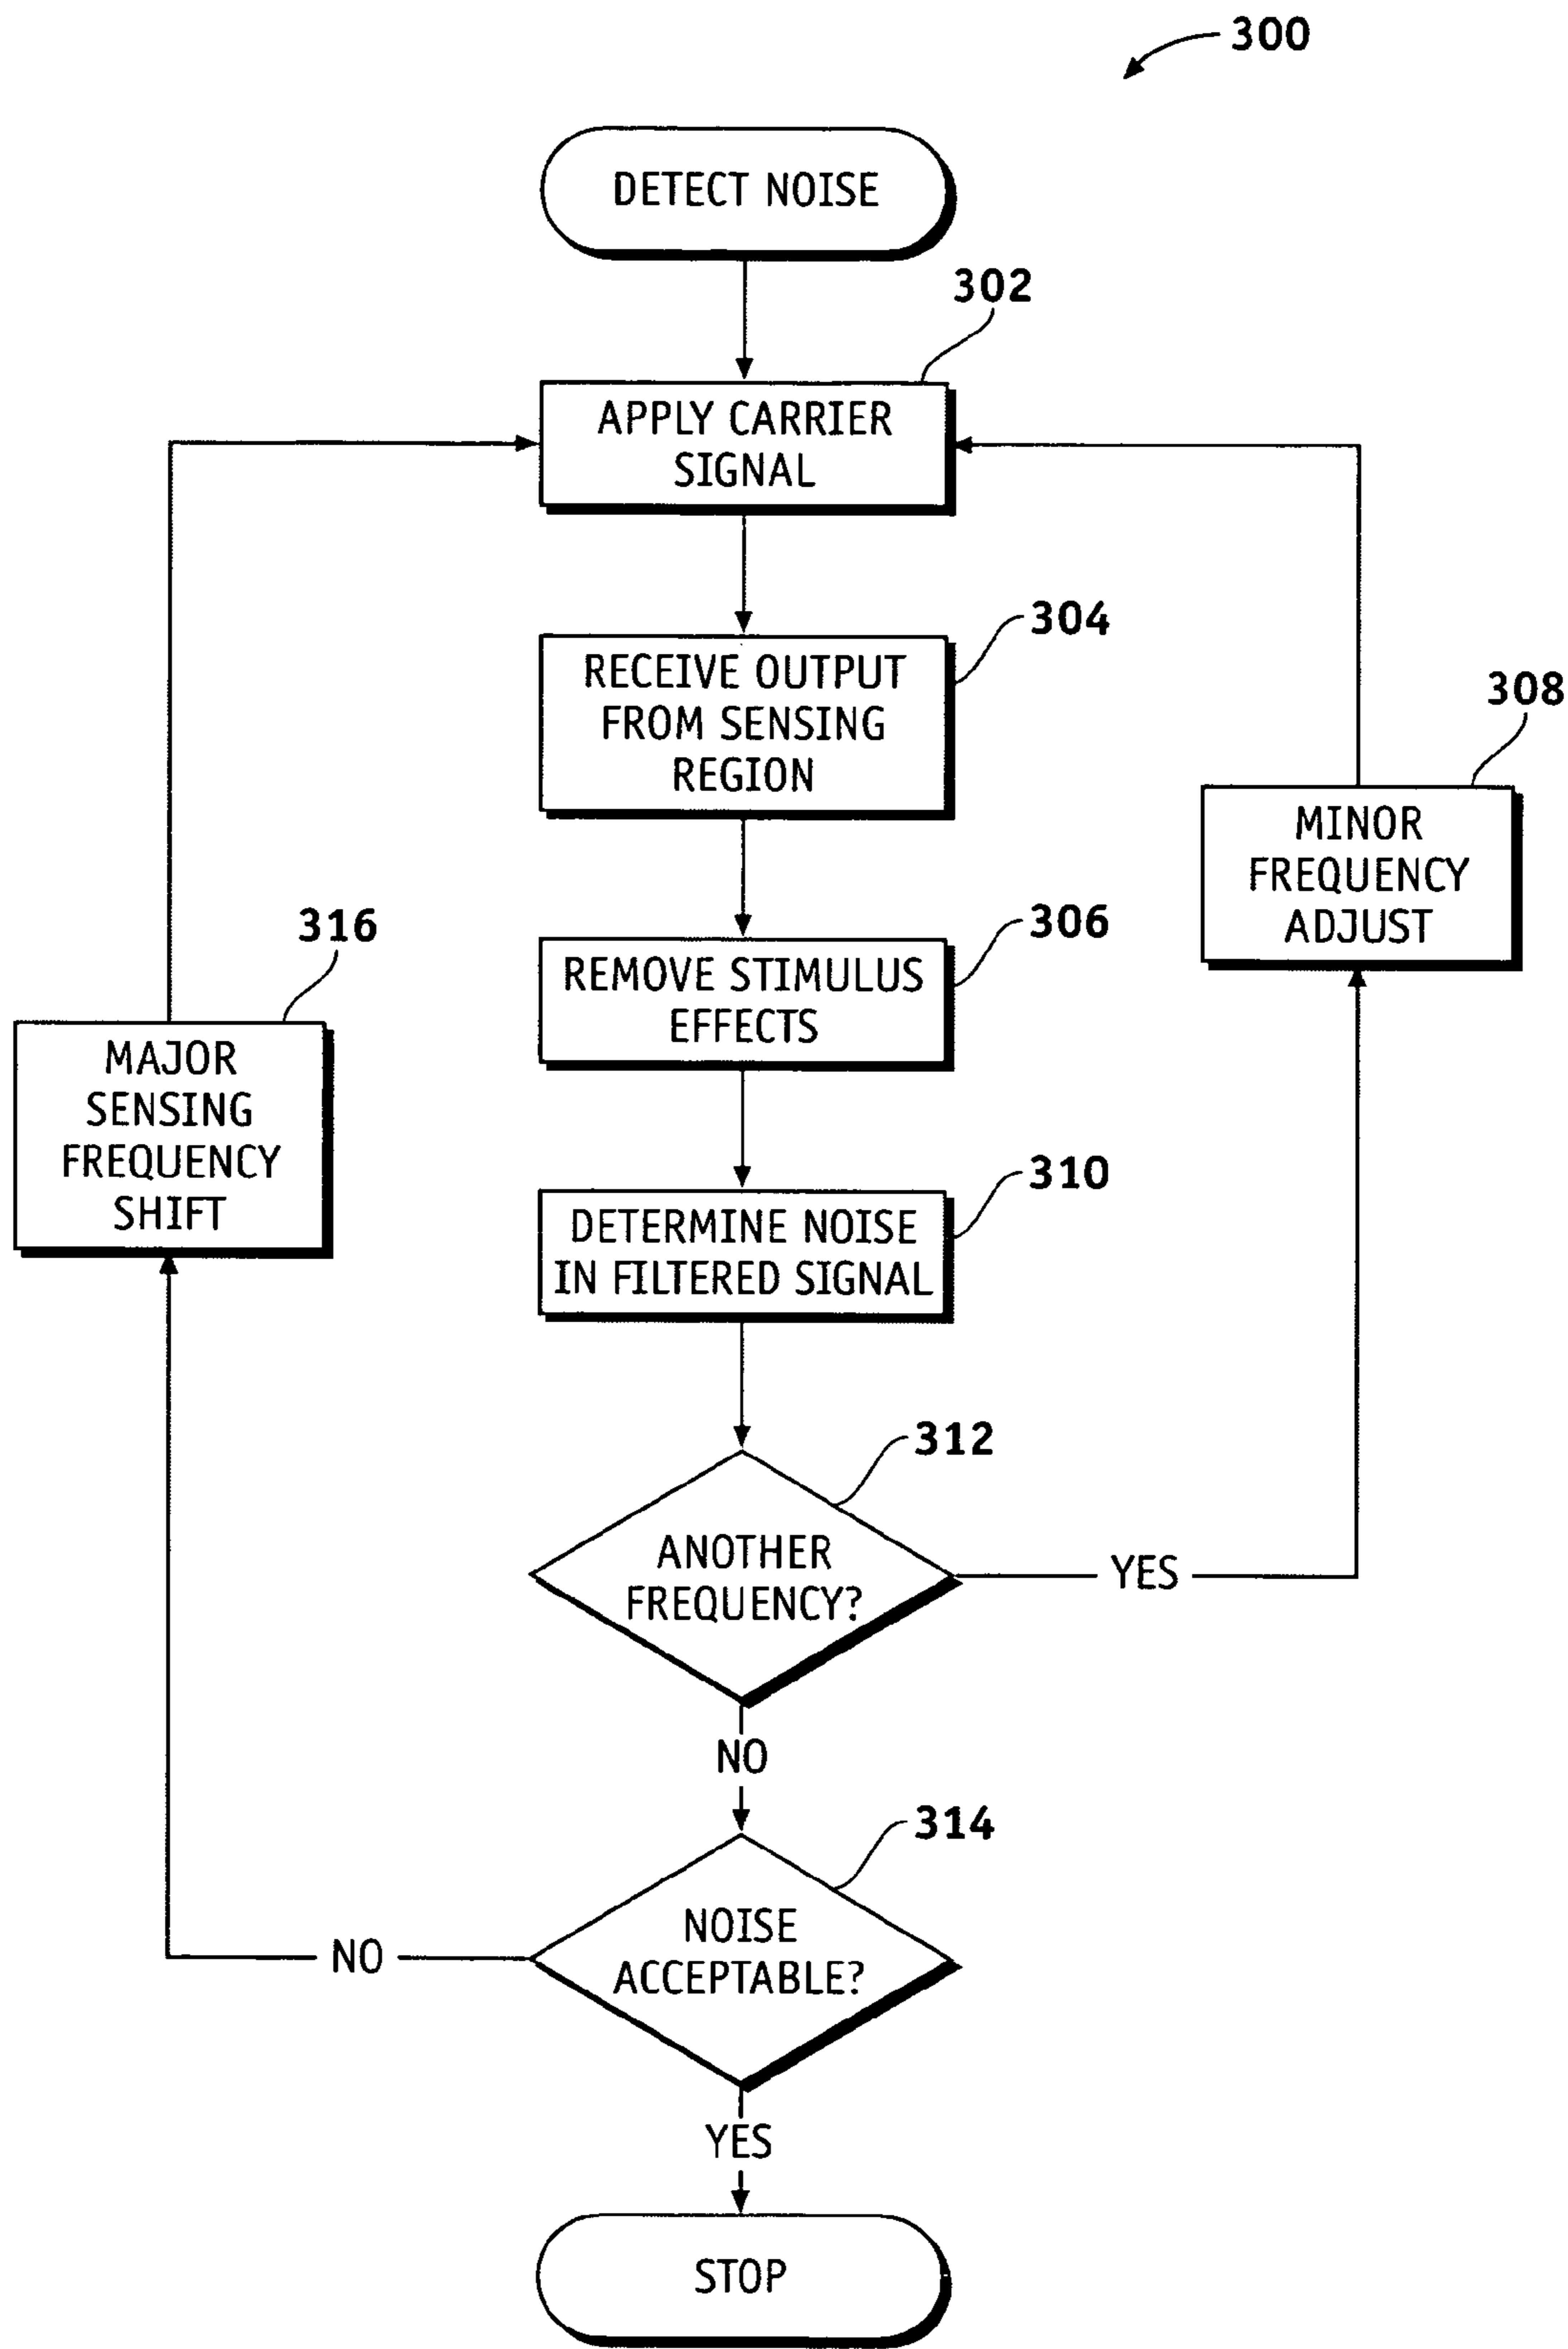 300
DETECT NOISE
302
APPLY CARRIER
SIGNAL
304
RECEIVE OUTPUT
FROM SENSING
REGION
308
MINOR
FREQUENCY
ADJUST
306
REMOVE STIMULUS
EFFECTS
316
MAJOR
SENSING
FREQUENCY
SHIFT
310
DETERMINE NOISE
IN FILTERED SIGNAL
312
ANOTHER
FREQUENCY?
YES
NO
314
NOISE
ACCEPTABLE?
NO
YES
STOP